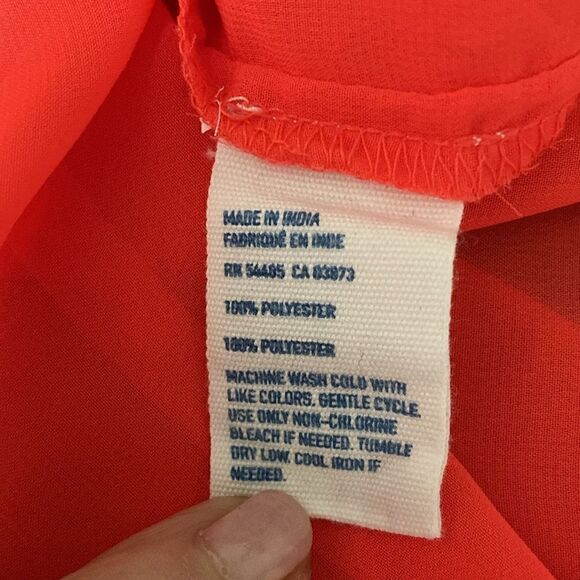 MADE IN INDIA
FABRIQUÉ EN INDE
RN 54485 CA 03873
100% POLYESTER
100% POLYESTER
MACHINE WASH COLD WITH
LIKE COLORS. GENTLE CYCLE.
USE ONLY NON-CHLORINE
BLEACH IF NEEDED. TUMBLE
DRY LOW. COOL IRON IF
NEEDED.